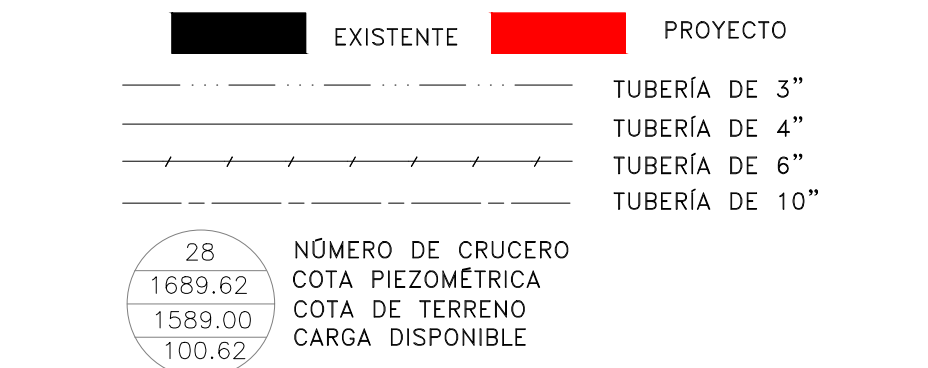 EXISTENTE PROYECTO
TUBERÍA DE 3”
TUBERÍA DE 4”
TUBERÍA DE 6”
TUBERÍA DE 10”
28 NÚMERO DE CRUCERO
1689.62 COTA PIEZOMÉTRICA
1589.00 COTA DE TERRENO
100.62 CARGA DISPONIBLE